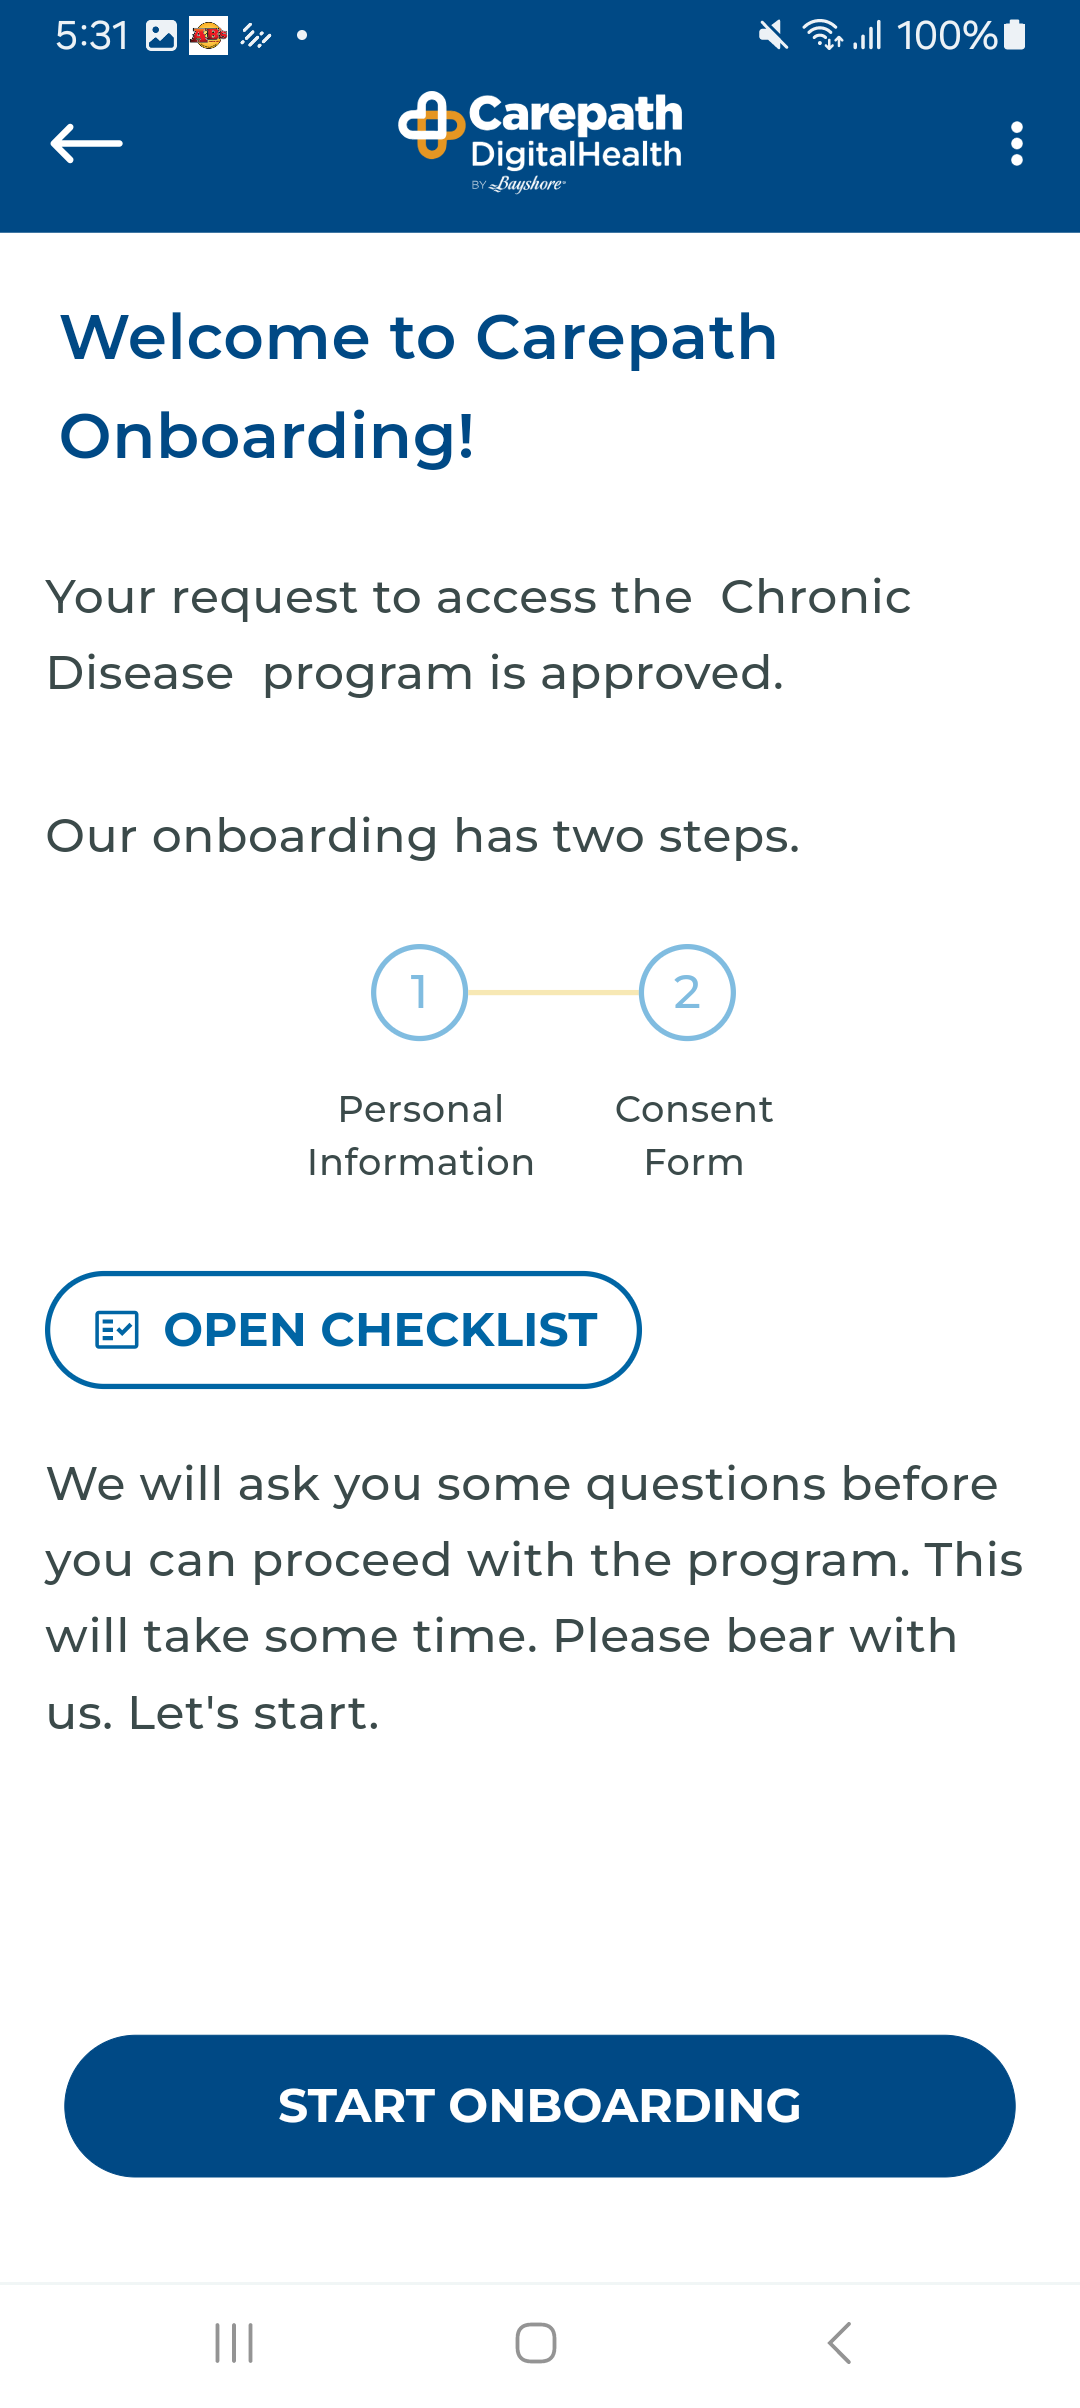 5:31
100%
Carepath
DigitalHealth
BY Bayshore
Welcome to Carepath
Onboarding!
Your request to access the  Chronic
Disease  program is approved.
Our onboarding has two steps.
1 2
Personal Consent
Information Form
OPEN CHECKLIST
We will ask you some questions before
you can proceed with the program. This
will take some time. Please bear with
us. Let's start.
START ONBOARDING